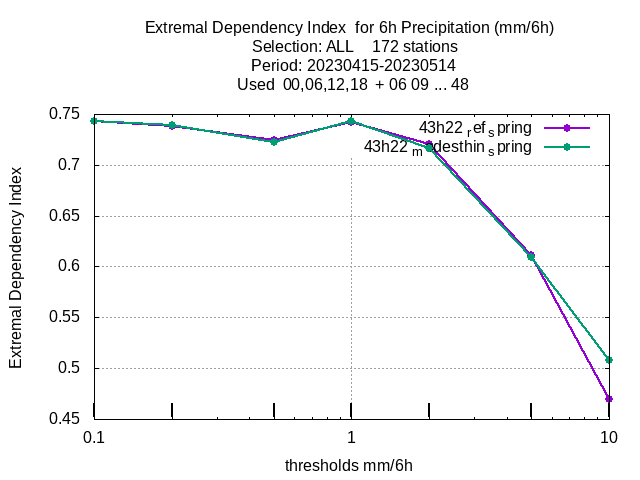 Extremal Dependency Index  for 6h Precipitation (mm/6h)
Selection: ALL    172 stations
Period: 20230415-20230514
Used  00,06,12,18  + 06 09 ... 48
43h22 ref spring
43h22 modesthin spring
0.75
0.7
0.65
0.6
0.55
0.5
0.45
Extremal Dependency Index
0.1 1 10
thresholds mm/6h